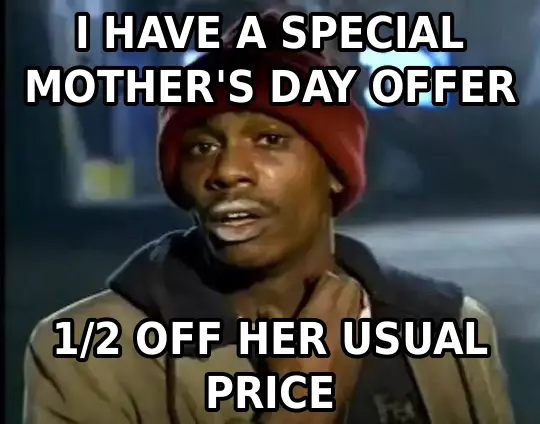 I HAVE A SPECIAL
MOTHER'S DAY OFFER
1/2 OFF HER USUAL
PRICE